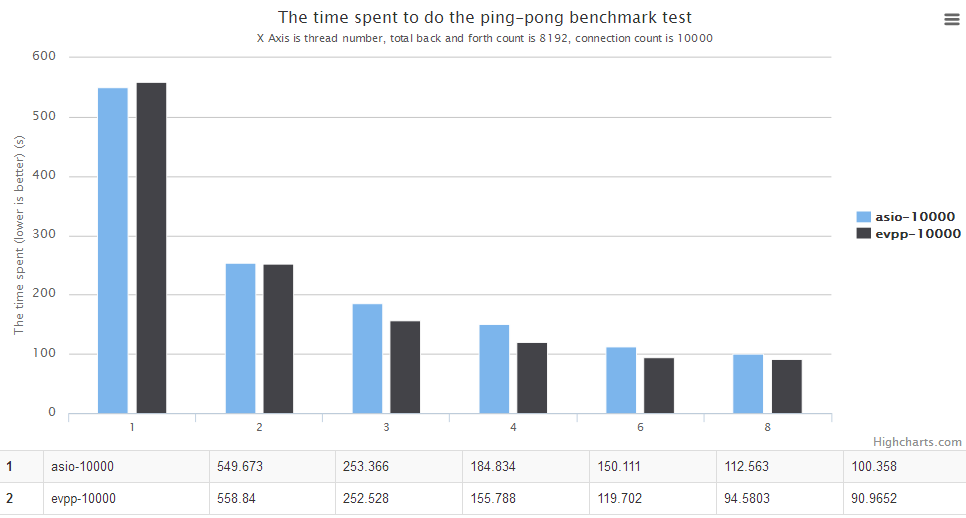 The time spent to do the ping-pong benchmark test
X Axis is thread number, total back and forth count is 8192, connection count is 10000
The time spent (lower is better) (s)
600
500
400
300
200
100
0
1 2 3 4 6 8
asio-10000
evpp-10000
Highcharts.com
1 asio-10000 549.673 253.366 184.834 150.111 112.563 100.358
2 evpp-10000 558.84 252.528 155.788 119.702 94.5803 90.9652